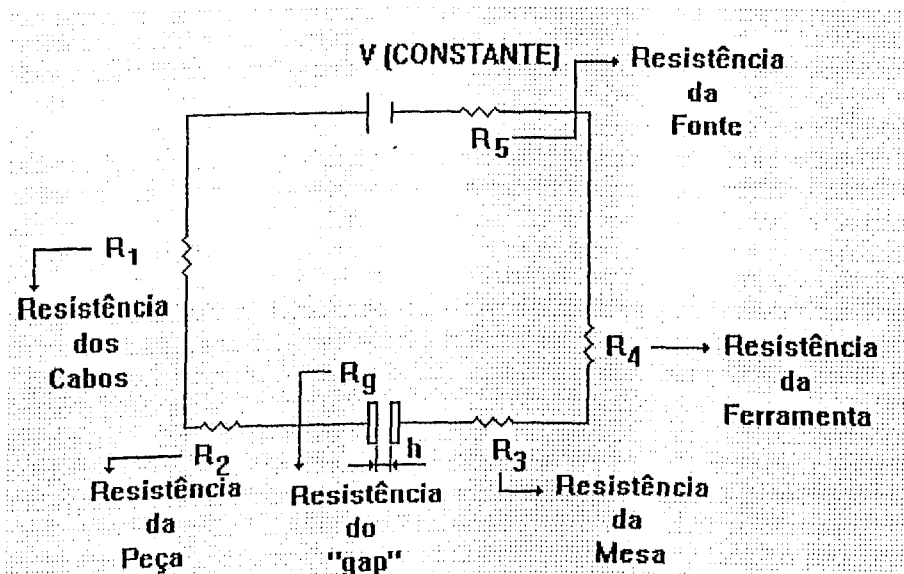 V (CONSTANTE)
Resistência
da
Fonte
R5
R1
Resistência
dos
Cabos
R4
Resistência
da
Ferramenta
Rg
h
R2
R3
Resistência
da
Peça
Resistência
do
"gap"
Resistência
da
Mesa